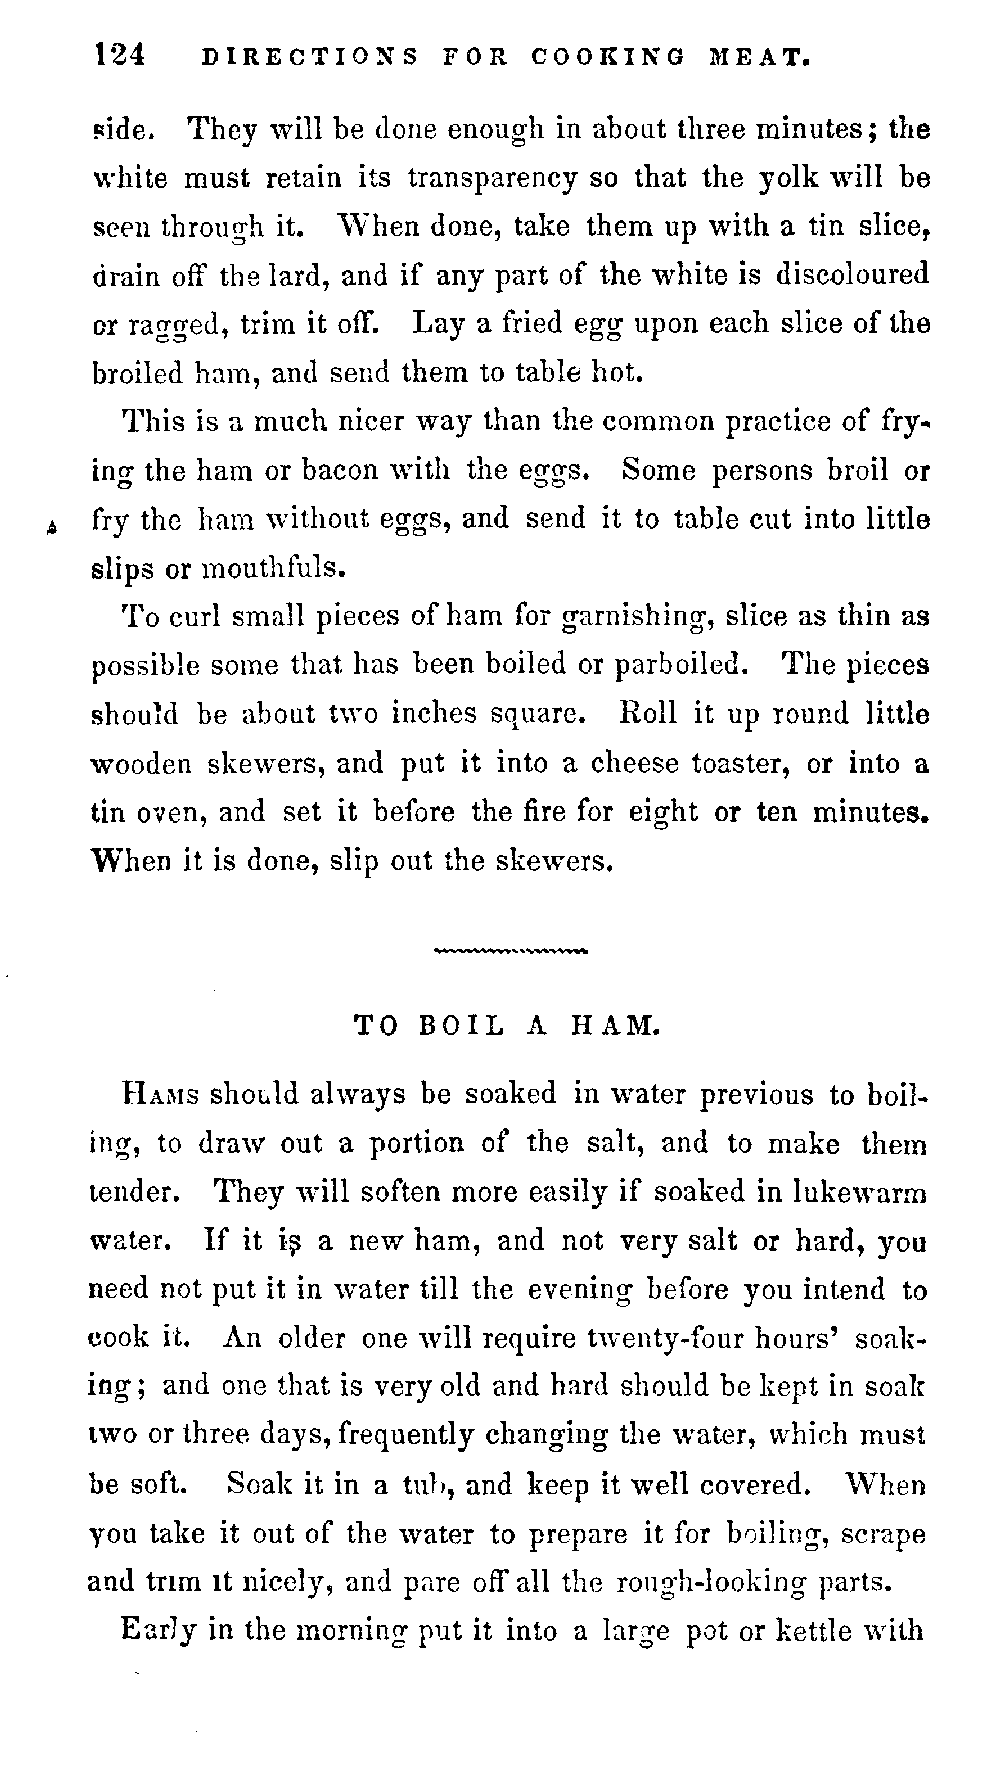 124 DIRECTIONS FOR COOKING MEAT.
side. They will be done enough in about three minutes; the
white must retain its transparency so that the yolk will be
seen through it. When done, take them up with a tin slice,
drain off the lard, and if any part of the white is discoloured
or ragged, trim it off. Lay a fried egg upon each slice of the
broiled ham, and send them to table hot.
This is a much nicer way than the common practice of fry-
ing the ham or bacon with the eggs. Some persons broil or
fry the ham without eggs, and send it to table cut into little
slips or mouthfuls.
To curl small pieces of ham for garnishing, slice as thin as
possible some that has been boiled or parboiled. The pieces
should be about two inches square. Roll it up round little
wooden skewers, and put it into a cheese toaster, or into a
tin oven, and set it before the fire for eight or ten minutes.
When it is done, slip out the skewers.
TO BOIL A HAM.
HAMS should always be soaked in water previous to boil-
ing, to draw out a portion of the salt, and to make them
tender. They will soften more easily if soaked in lukewarm
water. If it is a new ham, and not very salt or hard, you
need not put it in water till the evening before you intend to
cook it. An older one will require twenty-four hours' soak-
ing; and one that is very old and hard should be kept in soak
two or three days, frequently changing the water, which must
be soft. Soak it in a tub, and keep it well covered. When
you take it out of the water to prepare it for boiling, scrape
and trim it nicely, and pare off all the rough-looking parts.
Early in the morning put it into a large pot or kettle with